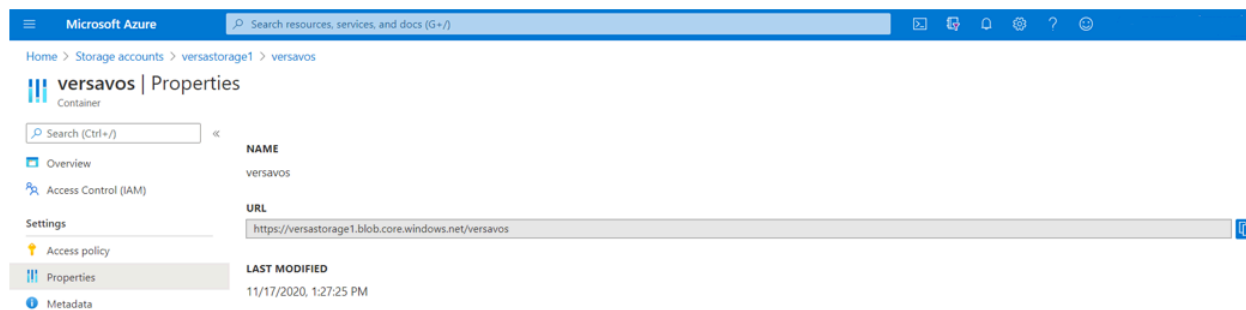 Microsoft Azure
Search resources, services, and docs (G+/)
Home > Storage accounts > versastorage1 > versavos
versavos | Properties
Container
Search (Ctrl+/)
Overview
Access Control (IAM)
Settings
Access policy
Properties
Metadata
NAME
versavos
URL
https://versastorage1.blob.core.windows.net/versavos
LAST MODIFIED
11/17/2020, 1:27:25 PM